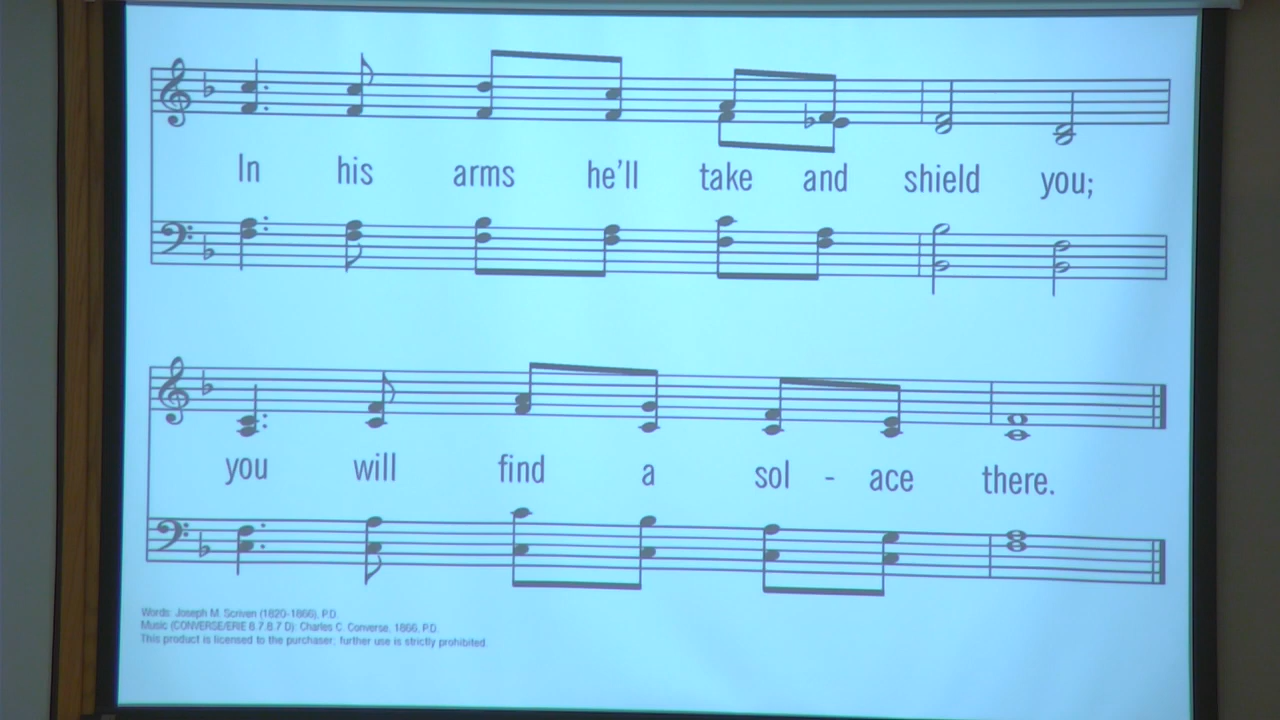 In his arms he'll take and shield you;
you will find a sol - ace there.
Words: Joseph M. Scriven (1820-1866), P.D.
Music (CONVERSE/ERIE 8.7.8.7 D): Charles C. Converse, 1866, P.D.
This product is licensed to the purchaser; further use is strictly prohibited.